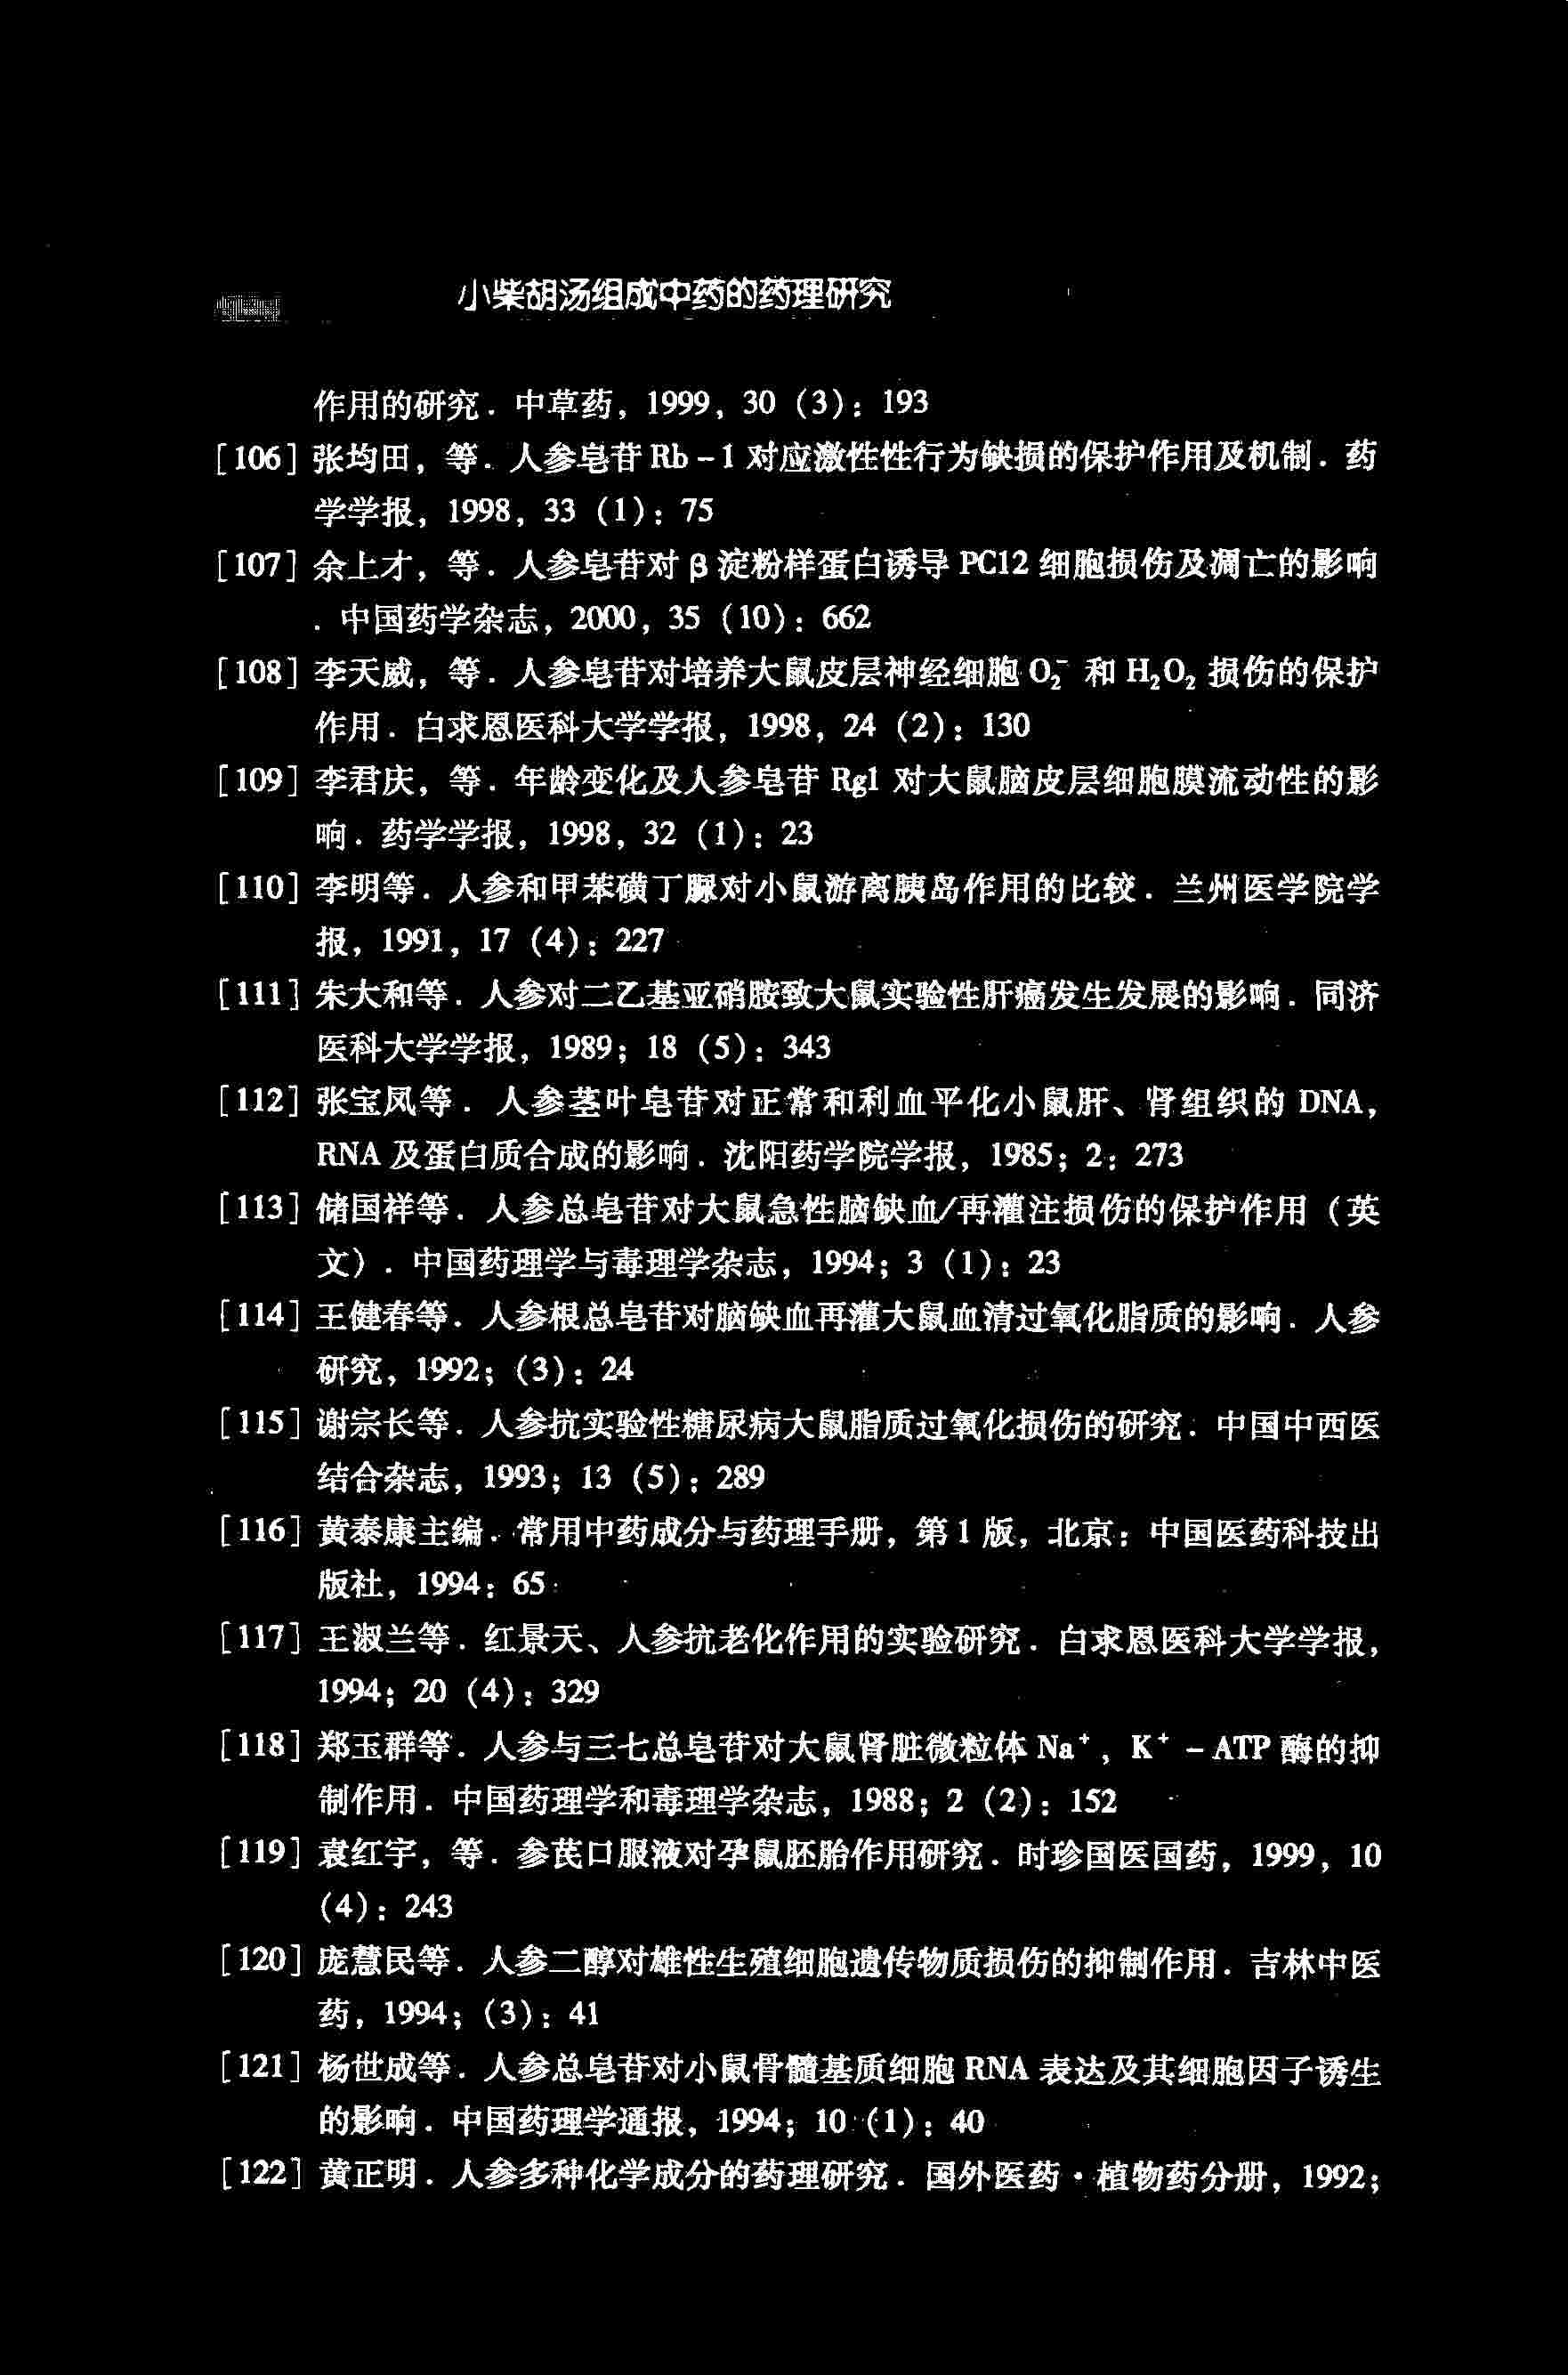 小柴胡汤组成中药的药理研究
作用的研究. 中草药, 1999, 30 (3): 193
[106] 张均田, 等. 人参皂苷 Rb-1 对应激性性行为缺损的保护作用及机制. 药
学学报, 1998, 33 (1): 75
[107] 余上才, 等. 人参皂苷对 β 淀粉样蛋白诱导 PC12 细胞损伤及凋亡的影响
. 中国药学杂志, 2000, 35 (10): 662
[108] 李天威, 等. 人参皂苷对培养大鼠皮层神经细胞 O₂⁻ 和 H₂O₂ 损伤的保护
作用. 白求恩医科大学学报, 1998, 24 (2): 130
[109] 李君庆, 等. 年龄变化及人参皂苷 Rg1 对大鼠脑皮层细胞膜流动性的影
响. 药学学报, 1998, 32 (1): 23
[110] 李明等. 人参和甲苯磺丁脲对小鼠游离胰岛作用的比较. 兰州医学院学
报, 1991, 17 (4): 227
[111] 朱大和等. 人参对二乙基亚硝胺致大鼠实验性肝癌发生发展的影响. 同济
医科大学学报, 1989; 18 (5): 343
[112] 张宝凤等. 人参茎叶皂苷对正常和利血平化小鼠肝、肾组织的 DNA,
RNA 及蛋白质合成的影响. 沈阳药学院学报, 1985; 2: 273
[113] 储国祥等. 人参总皂苷对大鼠急性脑缺血/再灌注损伤的保护作用 (英
文). 中国药理学与毒理学杂志, 1994; 3 (1): 23
[114] 王健春等. 人参根总皂苷对脑缺血再灌大鼠血清过氧化脂质的影响. 人参
研究, 1992; (3): 24
[115] 谢宗长等. 人参抗实验性糖尿病大鼠脂质过氧化损伤的研究. 中国中西医
结合杂志, 1993; 13 (5): 289
[116] 黄泰康主编. 常用中药成分与药理手册, 第 1 版, 北京: 中国医药科技出
版社, 1994: 65
[117] 王淑兰等. 红景天、人参抗老化作用的实验研究. 白求恩医科大学学报,
1994; 20 (4): 329
[118] 郑玉群等. 人参与三七总皂苷对大鼠肾脏微粒体 Na⁺, K⁺-ATP 酶的抑
制作用. 中国药理学和毒理学杂志, 1988; 2 (2): 152
[119] 袁红宇, 等. 参芪口服液对孕鼠胚胎作用研究. 时珍国医国药, 1999, 10
(4): 243
[120] 庞慧民等. 人参二醇对雄性生殖细胞遗传物质损伤的抑制作用. 吉林中医
药, 1994; (3): 41
[121] 杨世成等. 人参总皂苷对小鼠骨髓基质细胞 RNA 表达及其细胞因子诱生
的影响. 中国药理学通报, 1994; 10 (1): 40
[122] 黄正明. 人参多种化学成分的药理研究. 国外医药·植物药分册, 1992;